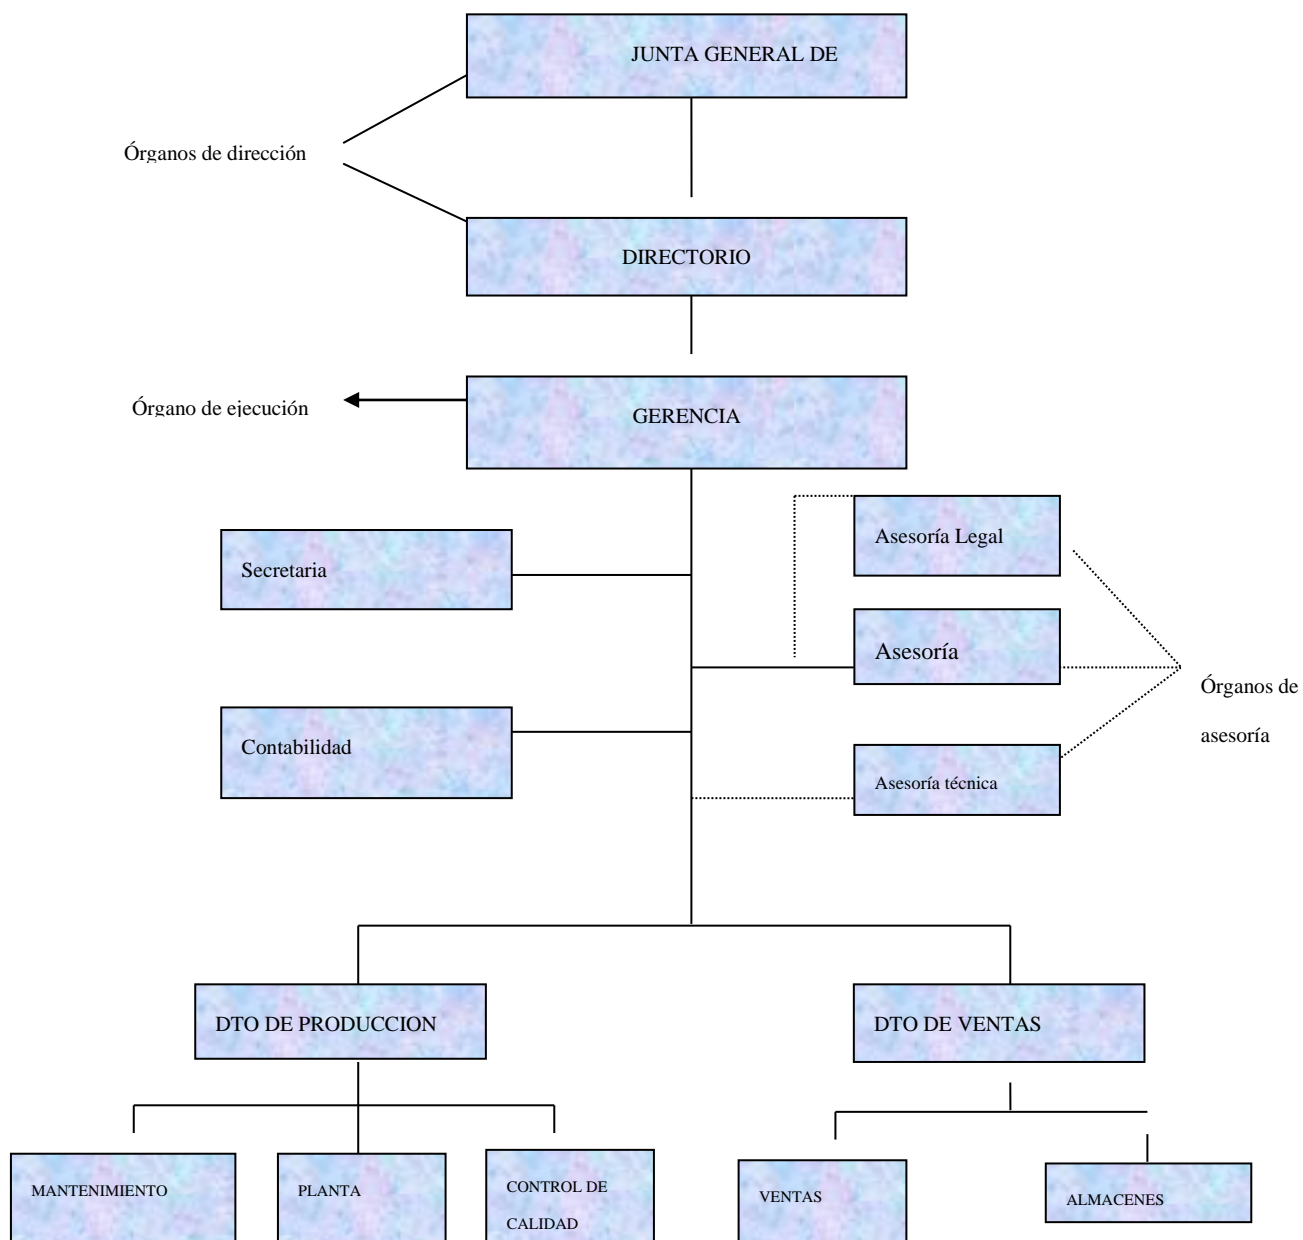 JUNTA GENERAL DE
Órganos de dirección
DIRECTORIO
Órgano de ejecución
GERENCIA
Asesoría Legal
Secretaria
Asesoría
Órganos de
asesoría
Contabilidad
Asesoría técnica
DTO DE PRODUCCION
DTO DE VENTAS
MANTENIMIENTO
PLANTA
CONTROL DE
CALIDAD
VENTAS
ALMACENES